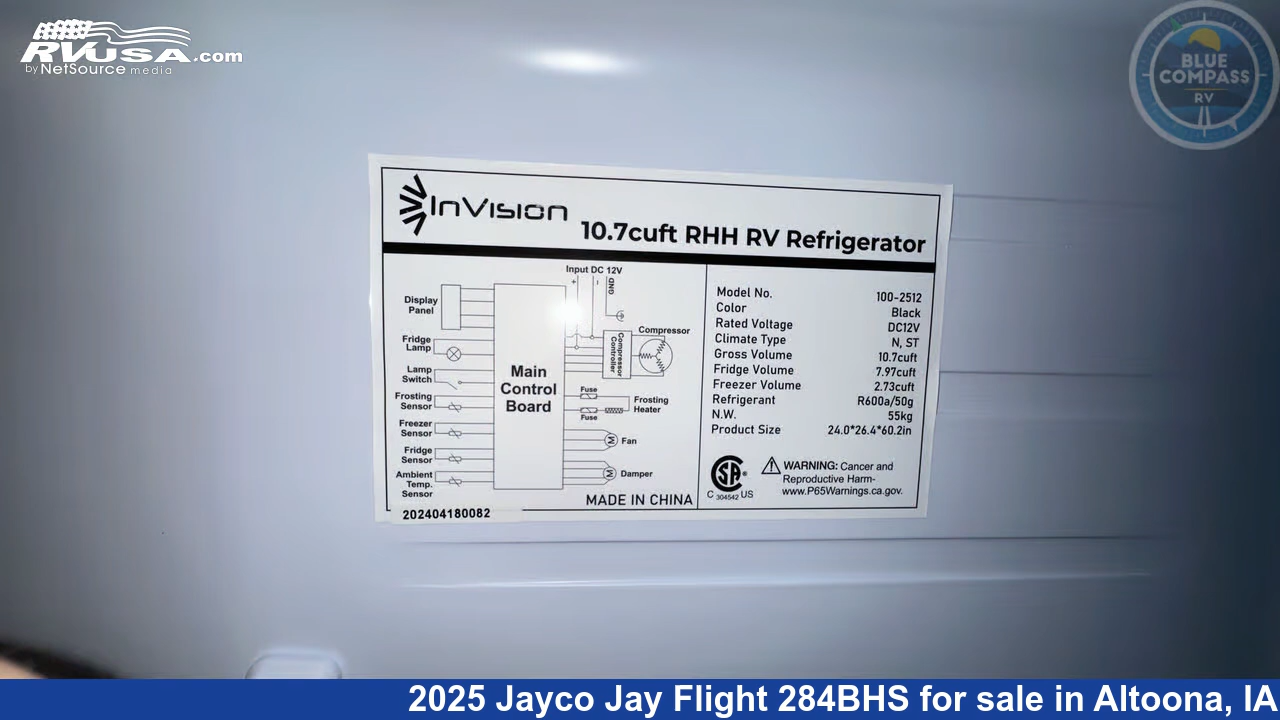 RVUSA.com
by NetSource media
BLUE
COMPASS
RV
InVision
10.7cuft RHH RV Refrigerator
Input DC 12V
+ -
GND
Display
Panel
Fridge
Lamp
Lamp
Switch
Frosting
Sensor
Freezer
Sensor
Fridge
Sensor
Ambient
Temp.
Sensor
Main
Control
Board
Compressor
Controller
Compressor
Fuse
Fuse
Frosting
Heater
M
Fan
M
Damper
MADE IN CHINA
202404180082
Model No. 100-2512
Color Black
Rated Voltage DC12V
Climate Type N, ST
Gross Volume 10.7cuft
Fridge Volume 7.97cuft
Freezer Volume 2.73cuft
Refrigerant R600a/50g
N.W. 55kg
Product Size 24.0*26.4*60.2in
CSA®
C 304542 US
WARNING: Cancer and
Reproductive Harm-
www.P65Warnings.ca.gov.
2025 Jayco Jay Flight 284BHS for sale in Altoona, IA